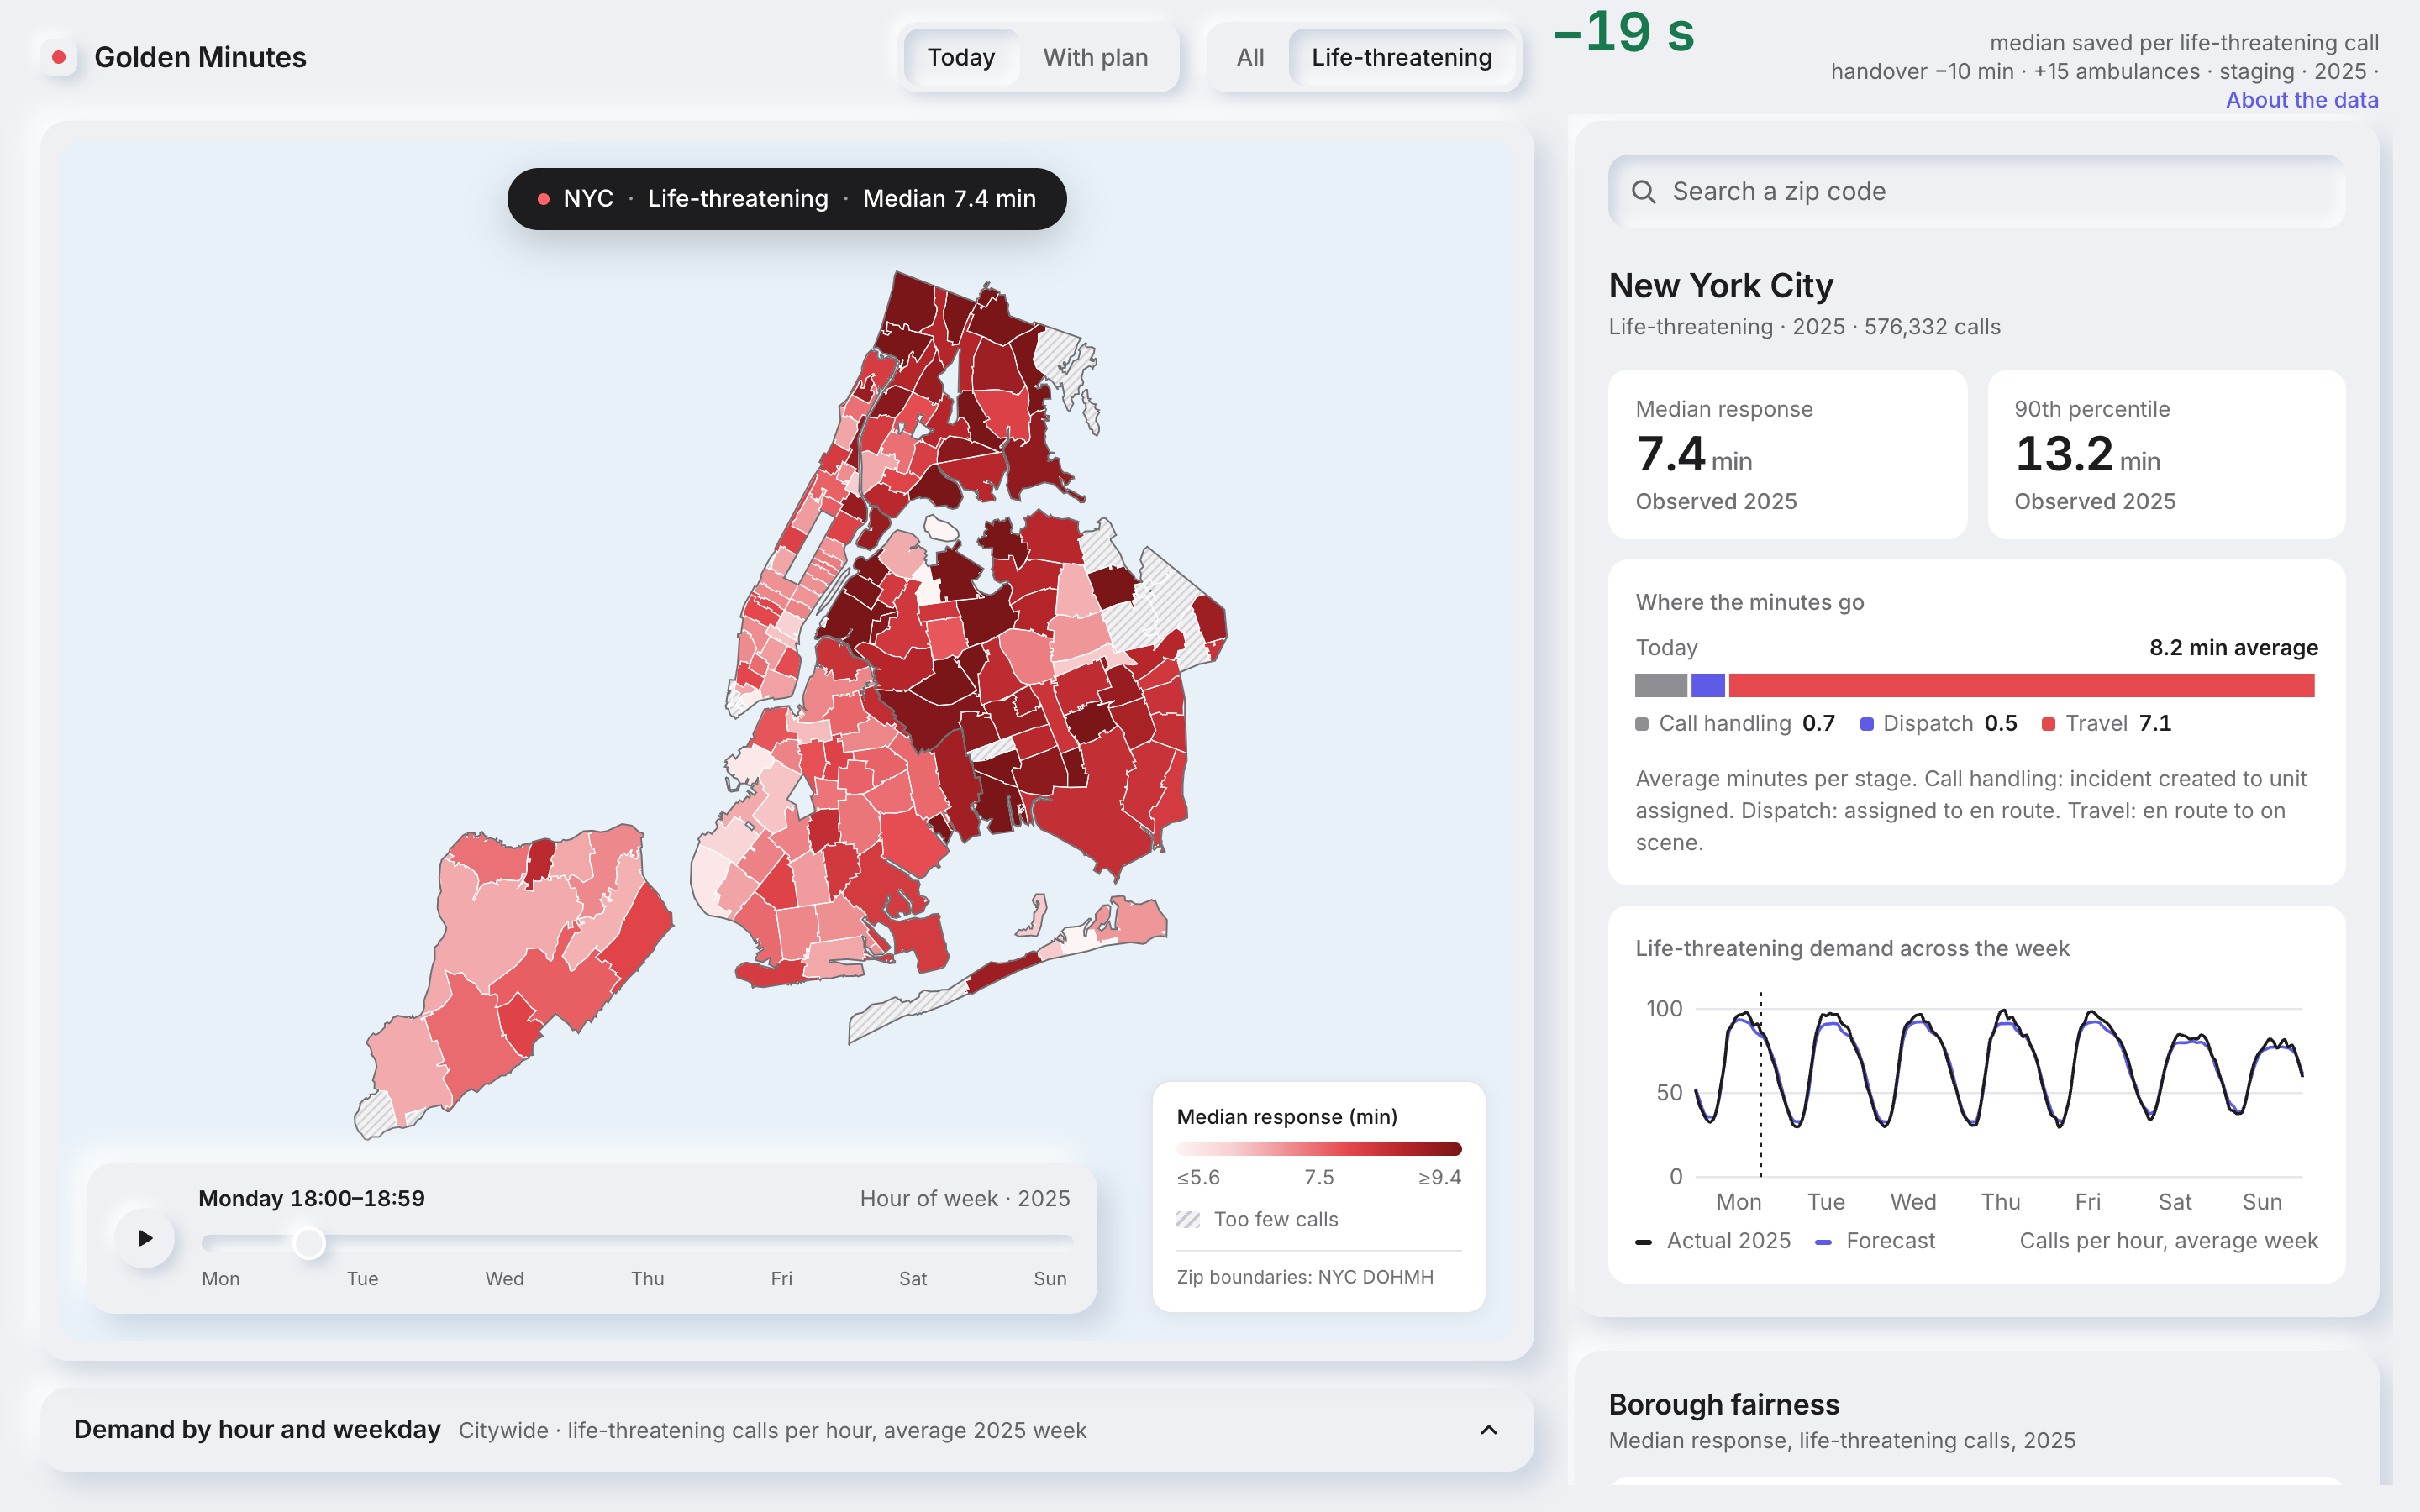 Golden Minutes
Today With plan
All Life-threatening
−19 s
median saved per life-threatening call
handover −10 min · +15 ambulances · staging · 2025 ·
About the data
NYC · Life-threatening · Median 7.4 min
Search a zip code
New York City
Life-threatening · 2025 · 576,332 calls
Median response
7.4 min
Observed 2025
90th percentile
13.2 min
Observed 2025
Where the minutes go
Today 8.2 min average
Call handling 0.7 Dispatch 0.5 Travel 7.1
Average minutes per stage. Call handling: incident created to unit
assigned. Dispatch: assigned to en route. Travel: en route to on
scene.
Life-threatening demand across the week
100
50
0
Mon Tue Wed Thu Fri Sat Sun
Actual 2025 Forecast Calls per hour, average week
Median response (min)
≤5.6 7.5 ≥9.4
Too few calls
Zip boundaries: NYC DOHMH
Monday 18:00–18:59 Hour of week · 2025
Mon Tue Wed Thu Fri Sat Sun
Demand by hour and weekday Citywide · life-threatening calls per hour, average 2025 week
Borough fairness
Median response, life-threatening calls, 2025